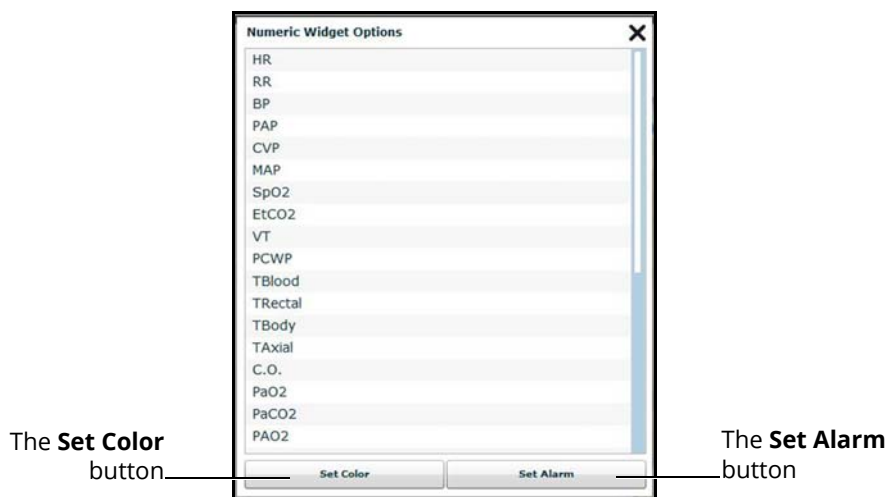 Numeric Widget Options
HR
RR
BP
PAP
CVP
MAP
SpO2
EtCO2
VT
PCWP
TBlood
TRectal
TBody
TAxial
C.O.
PaO2
PaCO2
PAO2
Set Color
Set Alarm
The Set Color
button
The Set Alarm
button